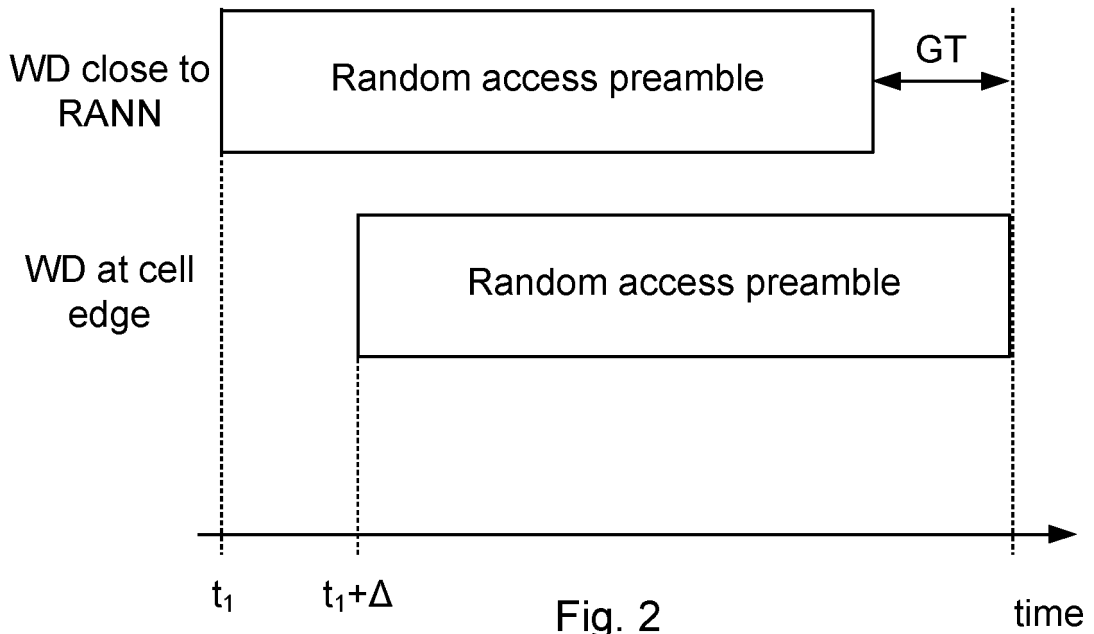 WD close to
RANN
Random access preamble
GT
WD at cell
edge
Random access preamble
t₁
t₁+Δ
time
Fig. 2